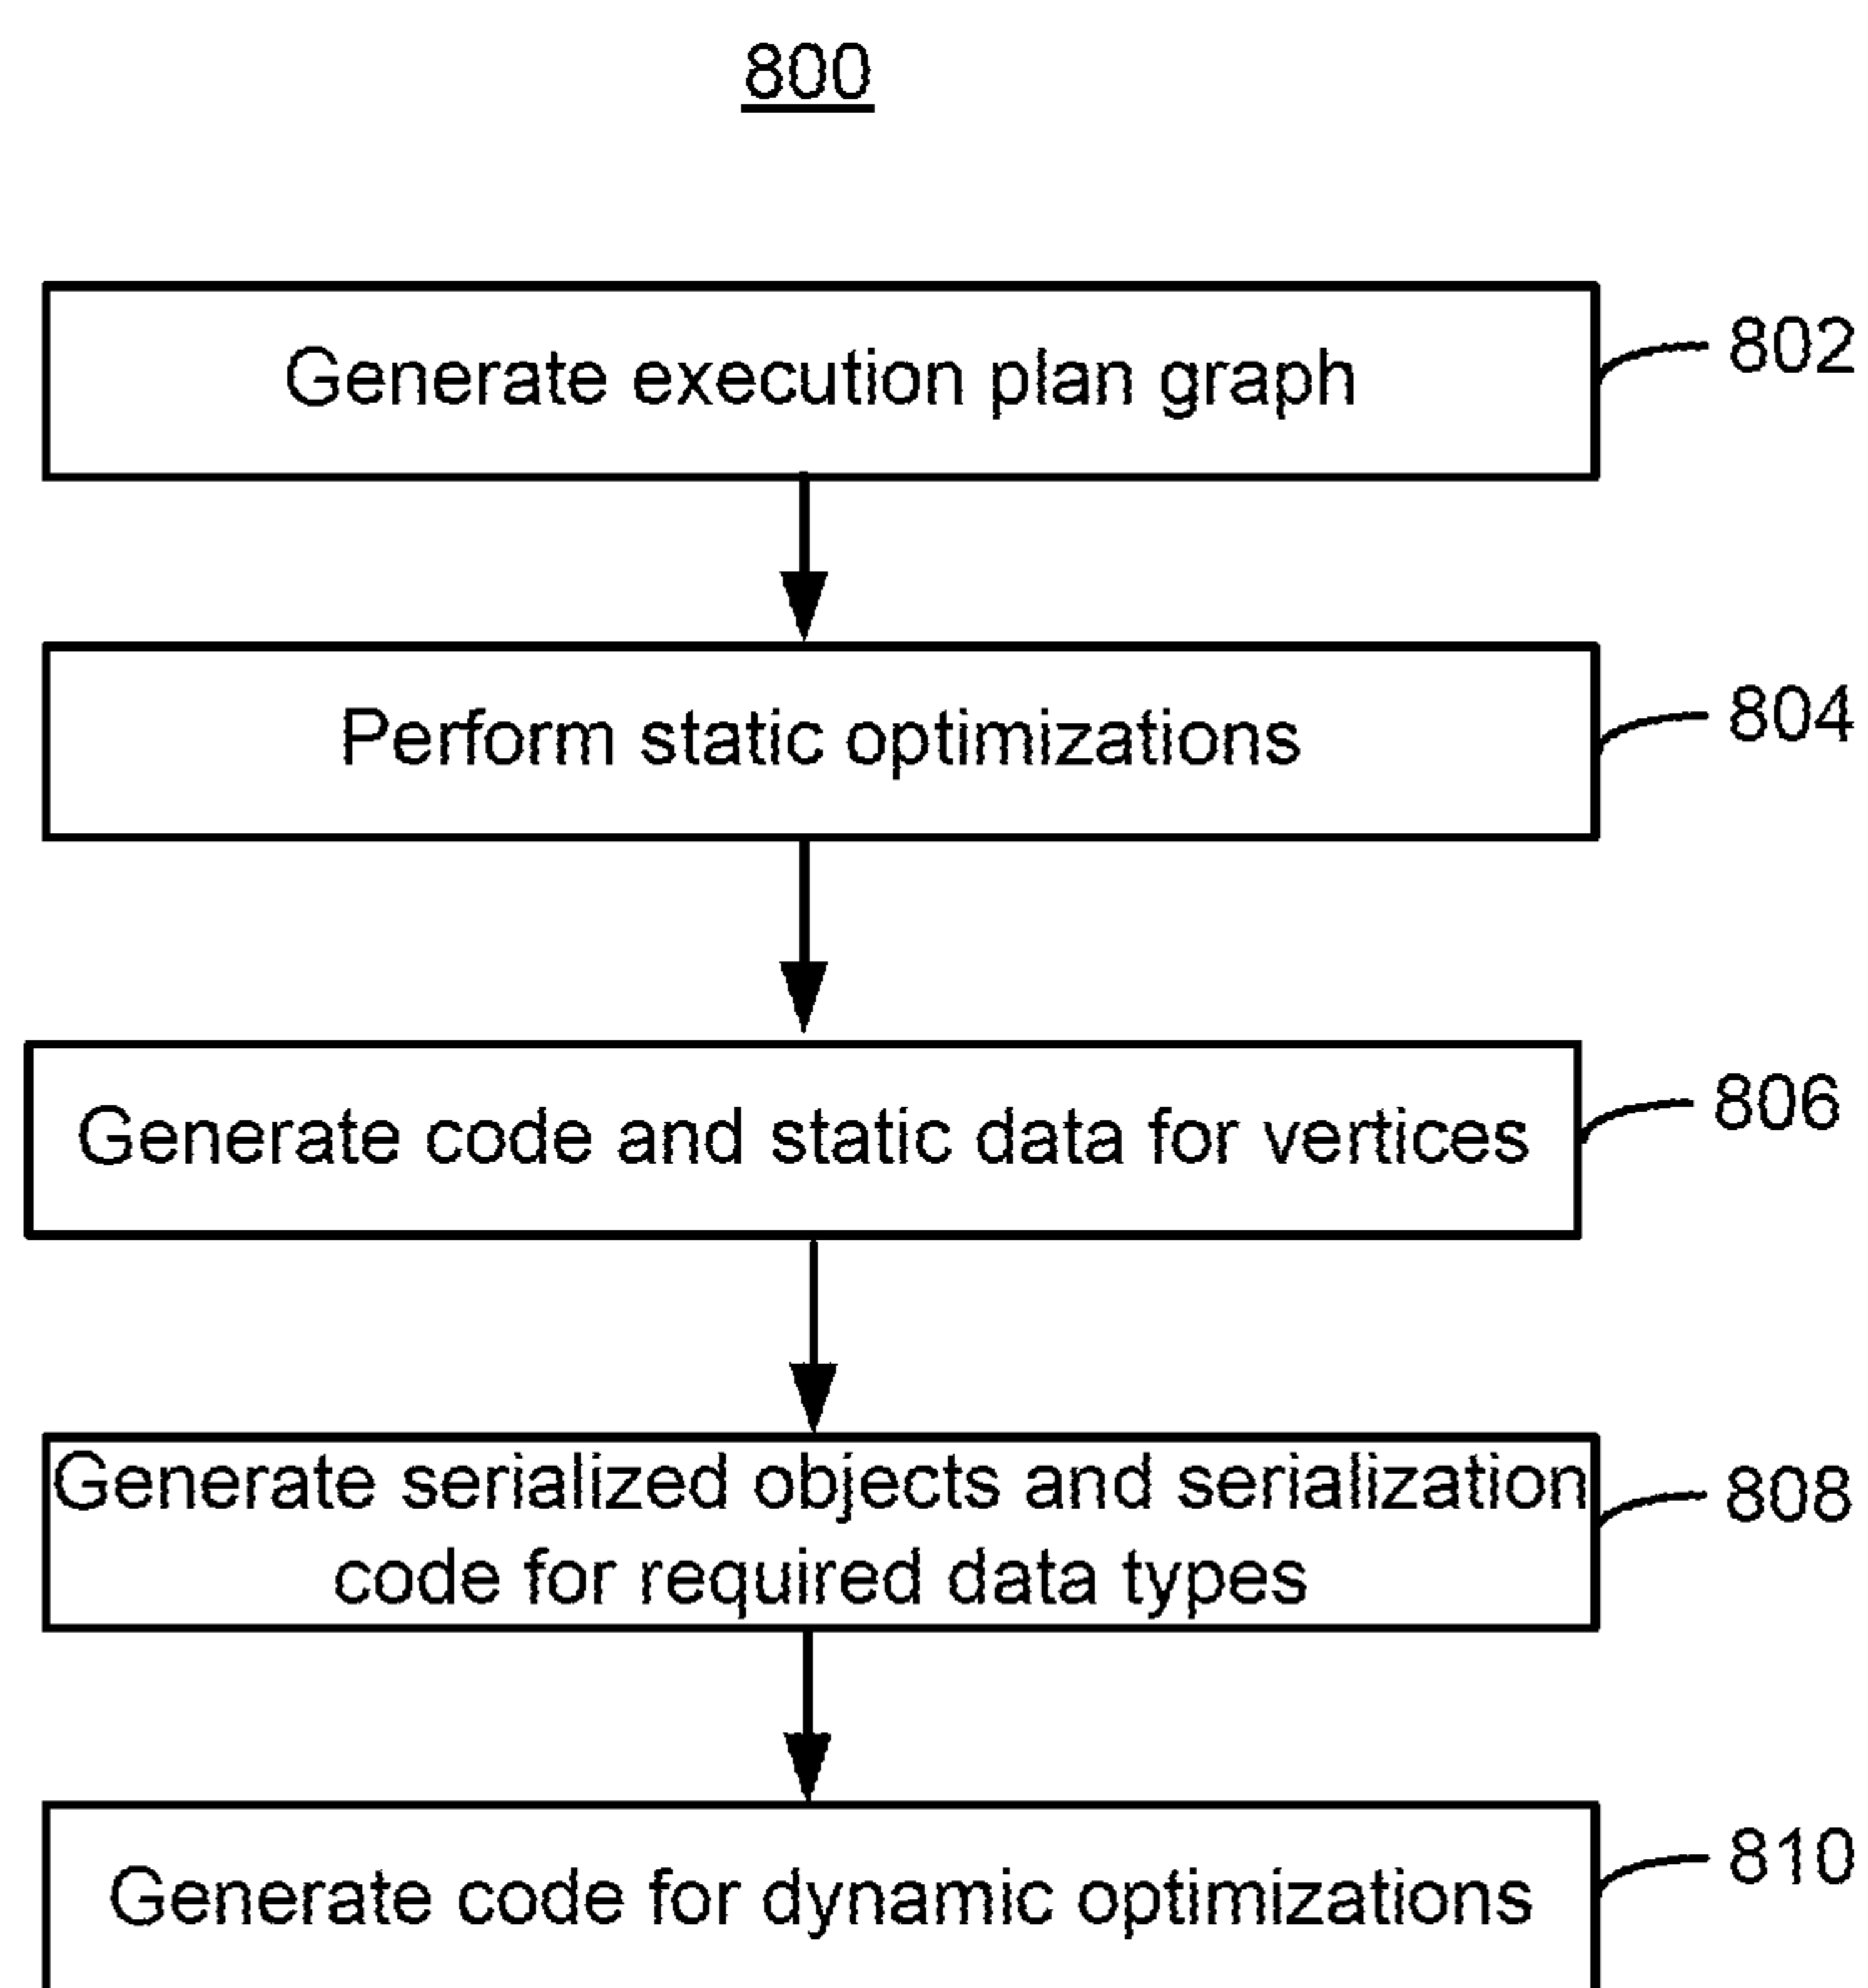 800
Generate execution plan graph
802
Perform static optimizations
804
Generate code and static data for vertices
806
Generate serialized objects and serialization
code for required data types
808
Generate code for dynamic optimizations
810